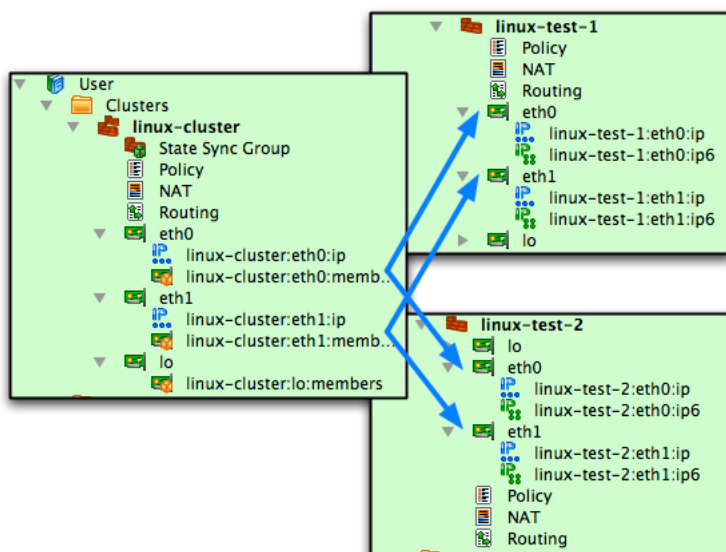 User
Clusters
linux-cluster
State Sync Group
Policy
NAT
Routing
eth0
linux-cluster:eth0:ip
linux-cluster:eth0:memb...
eth1
linux-cluster:eth1:ip
linux-cluster:eth1:memb...
lo
linux-cluster:lo:members
linux-test-1
Policy
NAT
Routing
eth0
linux-test-1:eth0:ip
linux-test-1:eth0:ip6
eth1
linux-test-1:eth1:ip
linux-test-1:eth1:ip6
lo
linux-test-2
lo
eth0
linux-test-2:eth0:ip
linux-test-2:eth0:ip6
eth1
linux-test-2:eth1:ip
linux-test-2:eth1:ip6
Policy
NAT
Routing